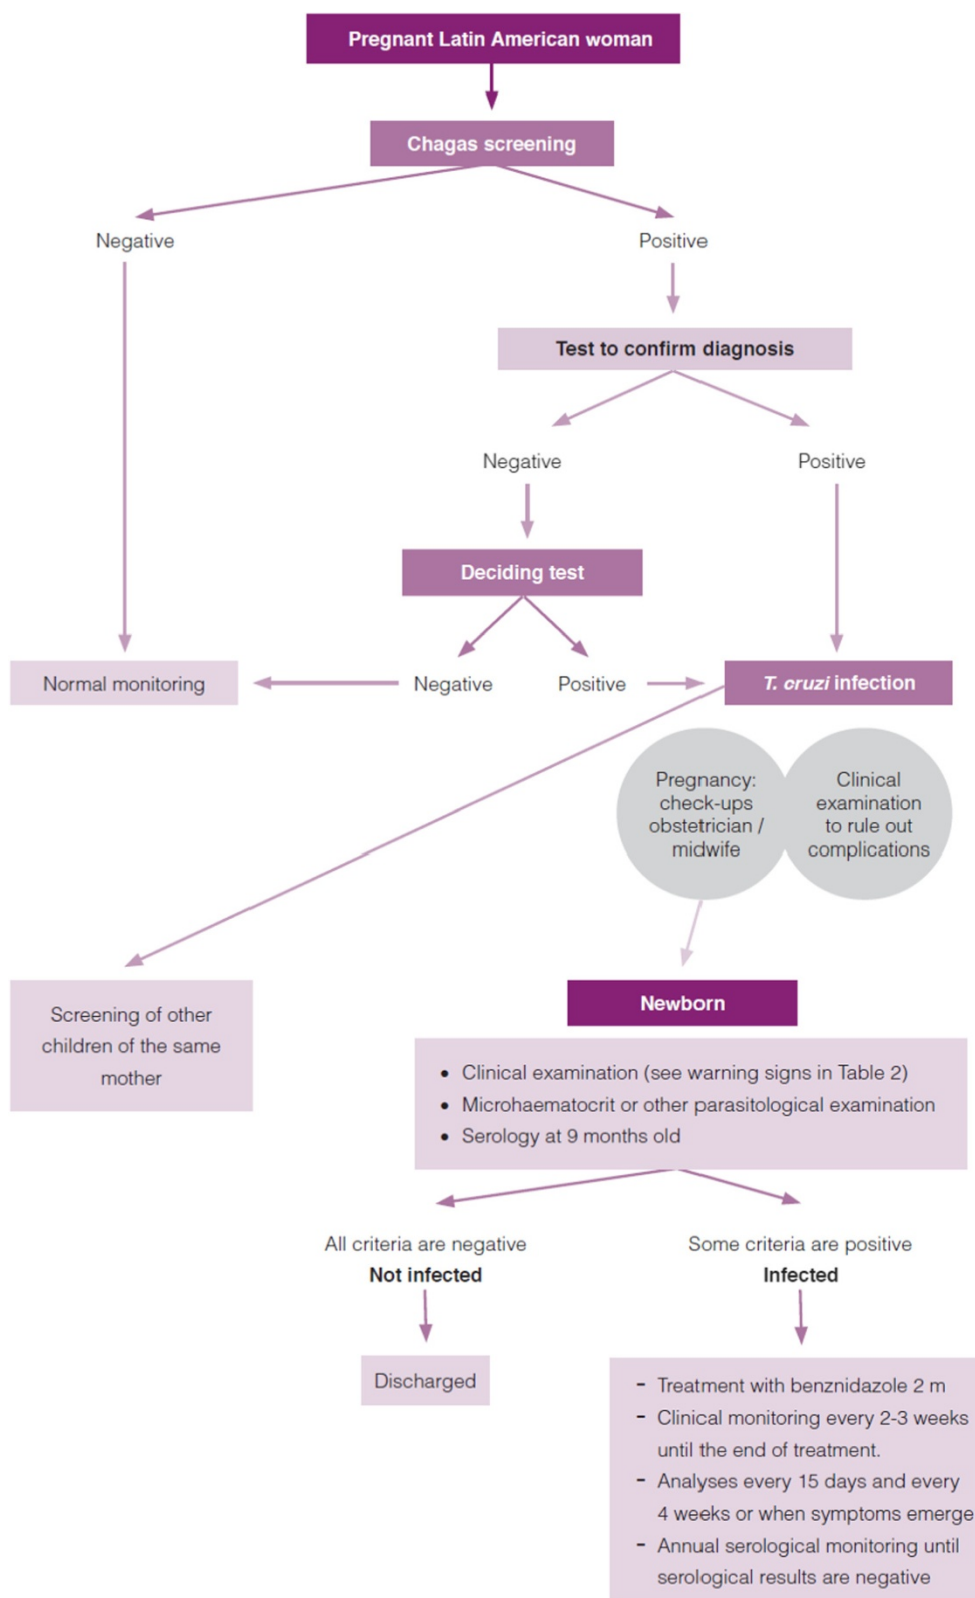 Pregnant Latin American woman
Chagas screening
Negative
Positive
Test to confirm diagnosis
Negative
Positive
Deciding test
Normal monitoring
Negative
Positive
T. cruzi infection
Pregnancy:
check-ups
obstetrician /
midwife
Clinical
examination
to rule out
complications
Screening of other
children of the same
mother
Newborn
• Clinical examination (see warning signs in Table 2)
• Microhaematocrit or other parasitological examination
• Serology at 9 months old
All criteria are negative
Not infected
Some criteria are positive
Infected
Discharged
- Treatment with benznidazole 2 m
- Clinical monitoring every 2-3 weeks
until the end of treatment.
- Analyses every 15 days and every
4 weeks or when symptoms emerge
- Annual serological monitoring until
serological results are negative